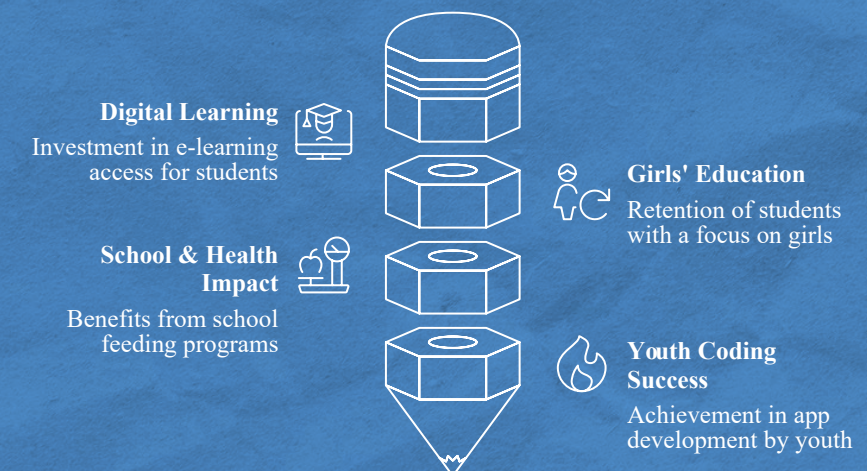 Digital Learning
Investment in e-learning
access for students
Girls' Education
Retention of students
with a focus on girls
School & Health
Impact
Benefits from school
feeding programs
Youth Coding
Success
Achievement in app
development by youth